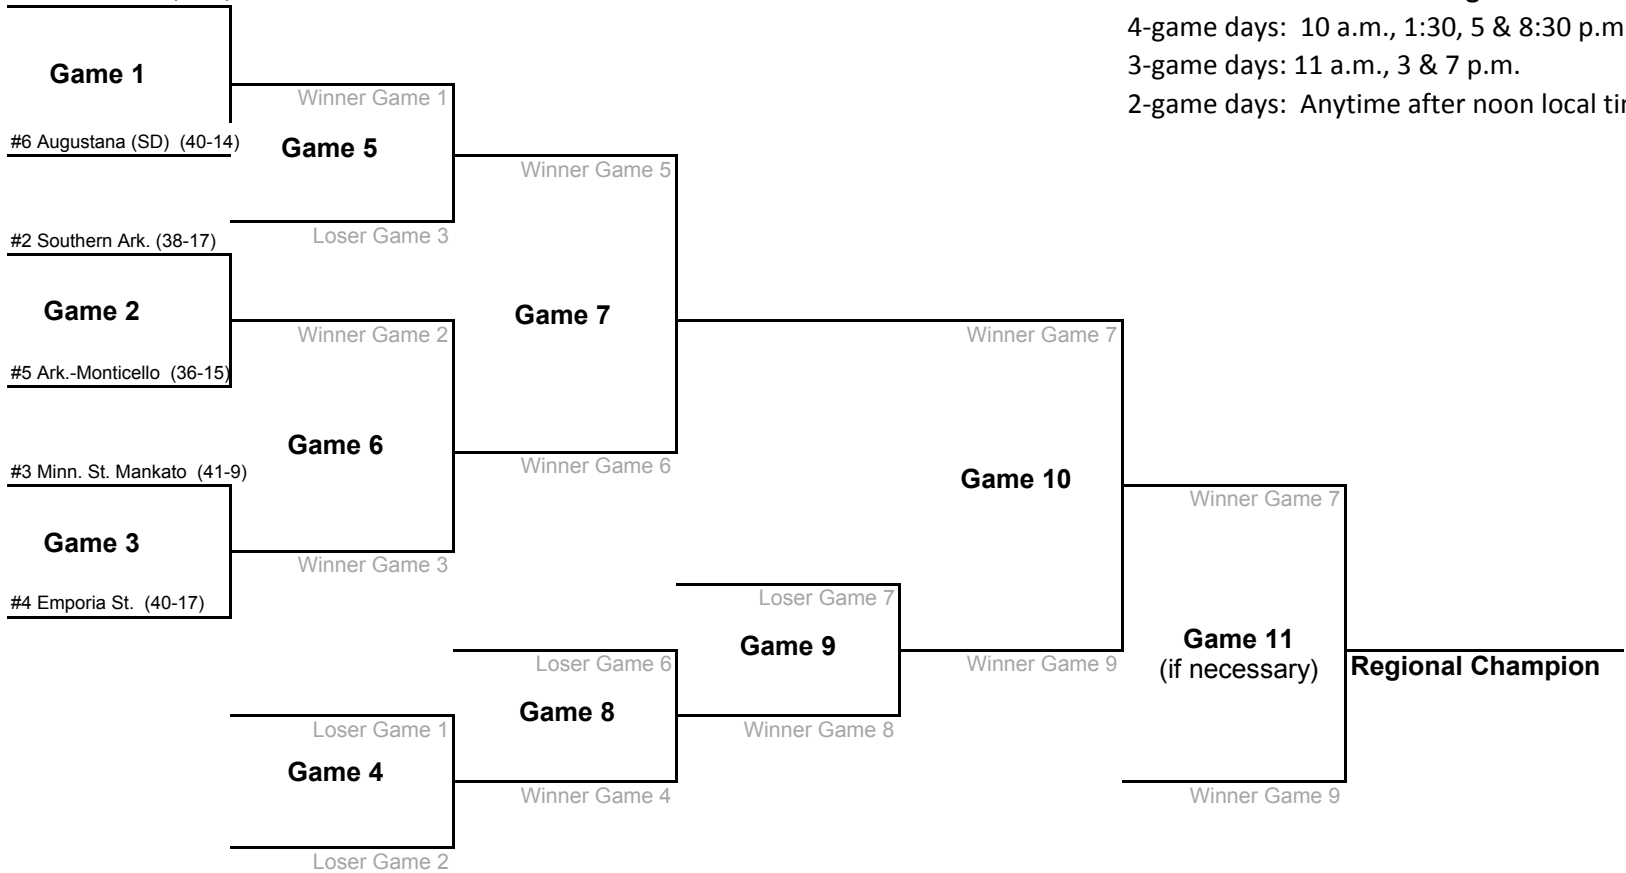 4-game days: 10 a.m., 1:30, 5 & 8:30 p.m
3-game days: 11 a.m., 3 & 7 p.m.
2-game days: Anytime after noon local
Game 1
#6 Augustana (SD) (40-14)
Winner Game 1
Game 5
Loser Game 3
Winner Game 5
#2 Southern Ark. (38-17)
Game 2
#5 Ark.-Monticello (36-15)
Winner Game 2
Game 7
Winner Game 7
Game 6
#3 Minn. St. Mankato (41-9)
Game 3
#4 Emporia St. (40-17)
Winner Game 3
Winner Game 6
Game 10
Winner Game 7
Loser Game 7
Game 9
Winner Game 9
Game 11
(if necessary)
Regional Champion
Loser Game 6
Game 8
Winner Game 8
Loser Game 1
Game 4
Winner Game 4
Winner Game 9
Loser Game 2